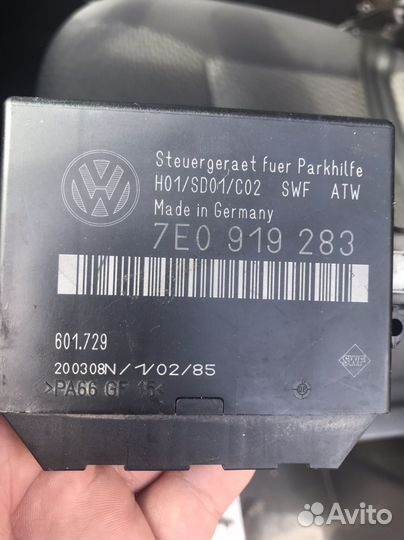 Steuergeraet fuer Parkhilfe
H01/SD01/C02 SWF ATW
Made in Germany
7E0 919 283
601.729
200308N/1/02/85
>PA66 GF 15<
SWF
Avito